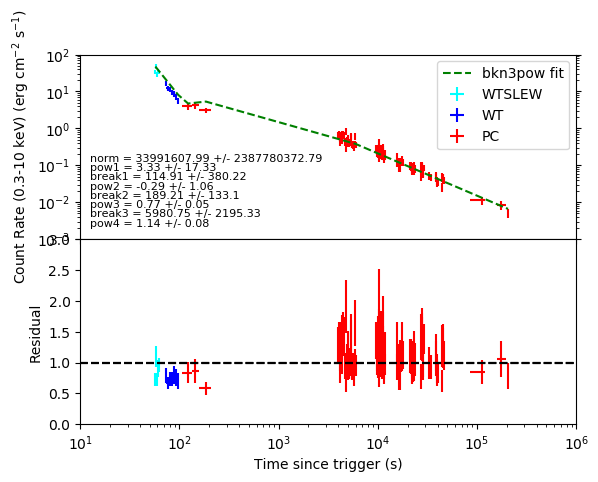 Count Rate (0.3-10 keV) (erg cm⁻² s⁻¹)
10²
10¹
10⁰
10⁻¹
10⁻²
10⁻³
bkn3pow fit
WTSLEW
WT
PC
norm = 33991607.99 +/- 2387780372.79
pow1 = 3.33 +/- 17.33
break1 = 114.91 +/- 380.22
pow2 = -0.29 +/- 1.06
break2 = 189.21 +/- 133.1
pow3 = 0.77 +/- 0.05
break3 = 5980.75 +/- 2195.33
pow4 = 1.14 +/- 0.08
Residual
3.0
2.5
2.0
1.5
1.0
0.5
0.0
10¹ 10² 10³ 10⁴ 10⁵ 10⁶
Time since trigger (s)